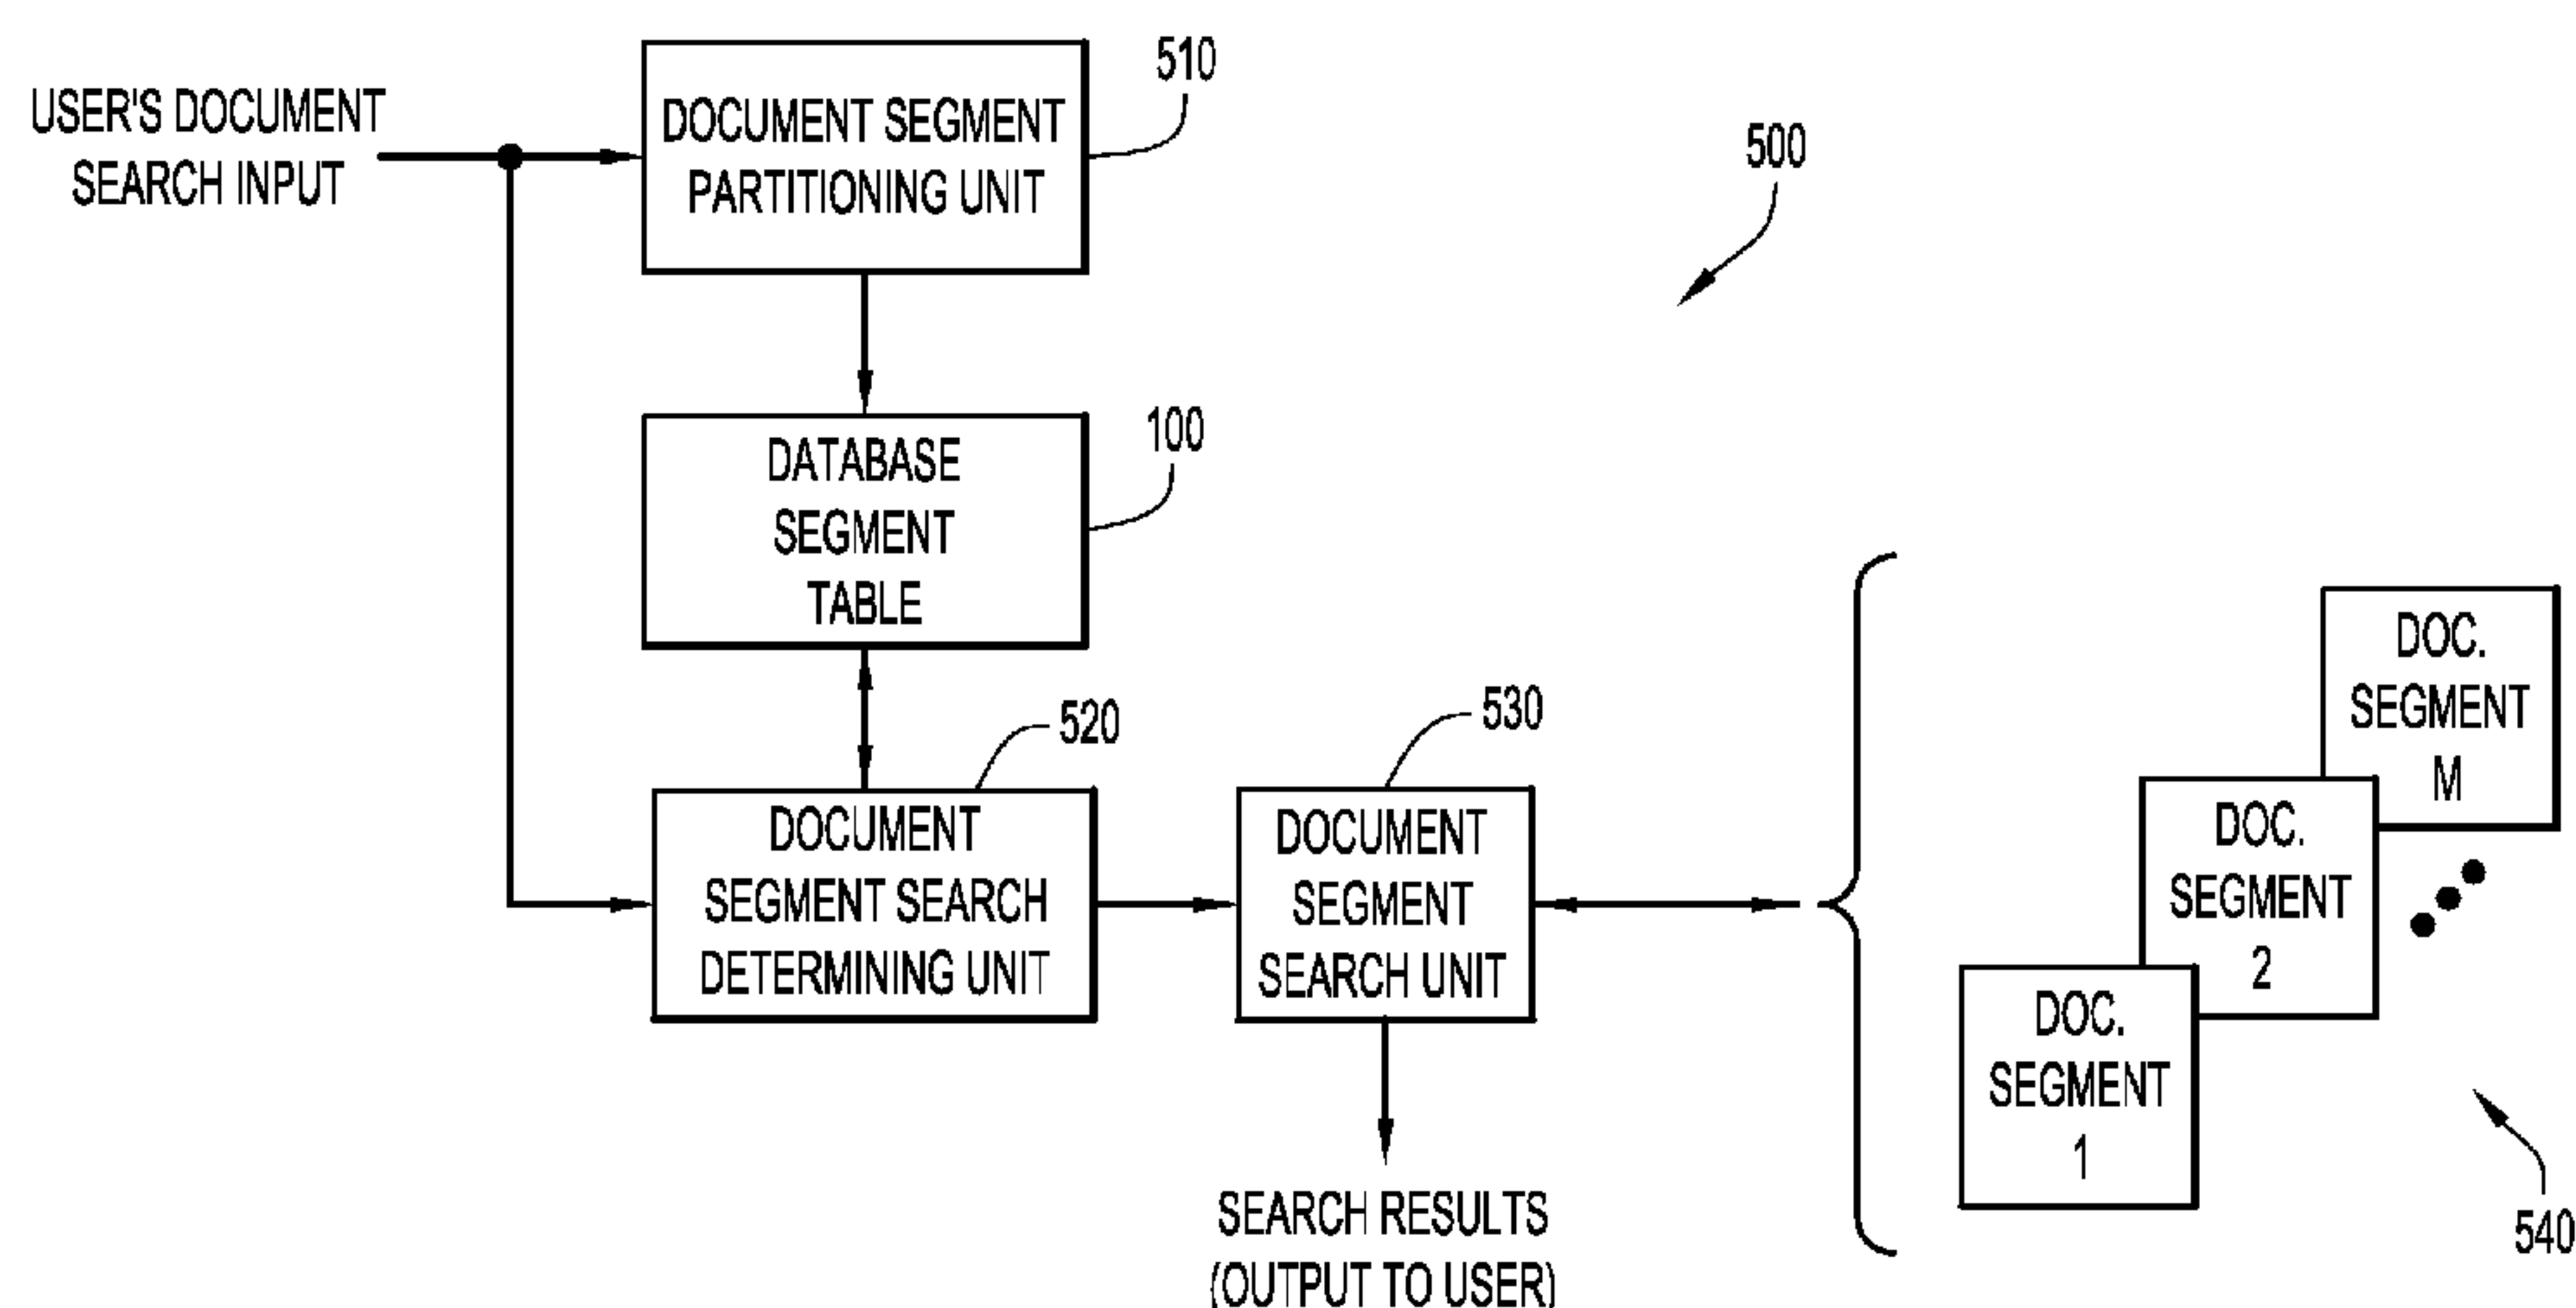 USER'S DOCUMENT
SEARCH INPUT
DOCUMENT SEGMENT
PARTITIONING UNIT
510
500
DATABASE
SEGMENT
TABLE
100
DOCUMENT
SEGMENT SEARCH
DETERMINING UNIT
520
DOCUMENT
SEGMENT
SEARCH UNIT
530
SEARCH RESULTS
(OUTPUT TO USER)
DOC.
SEGMENT
M
DOC.
SEGMENT
2
DOC.
SEGMENT
1
540